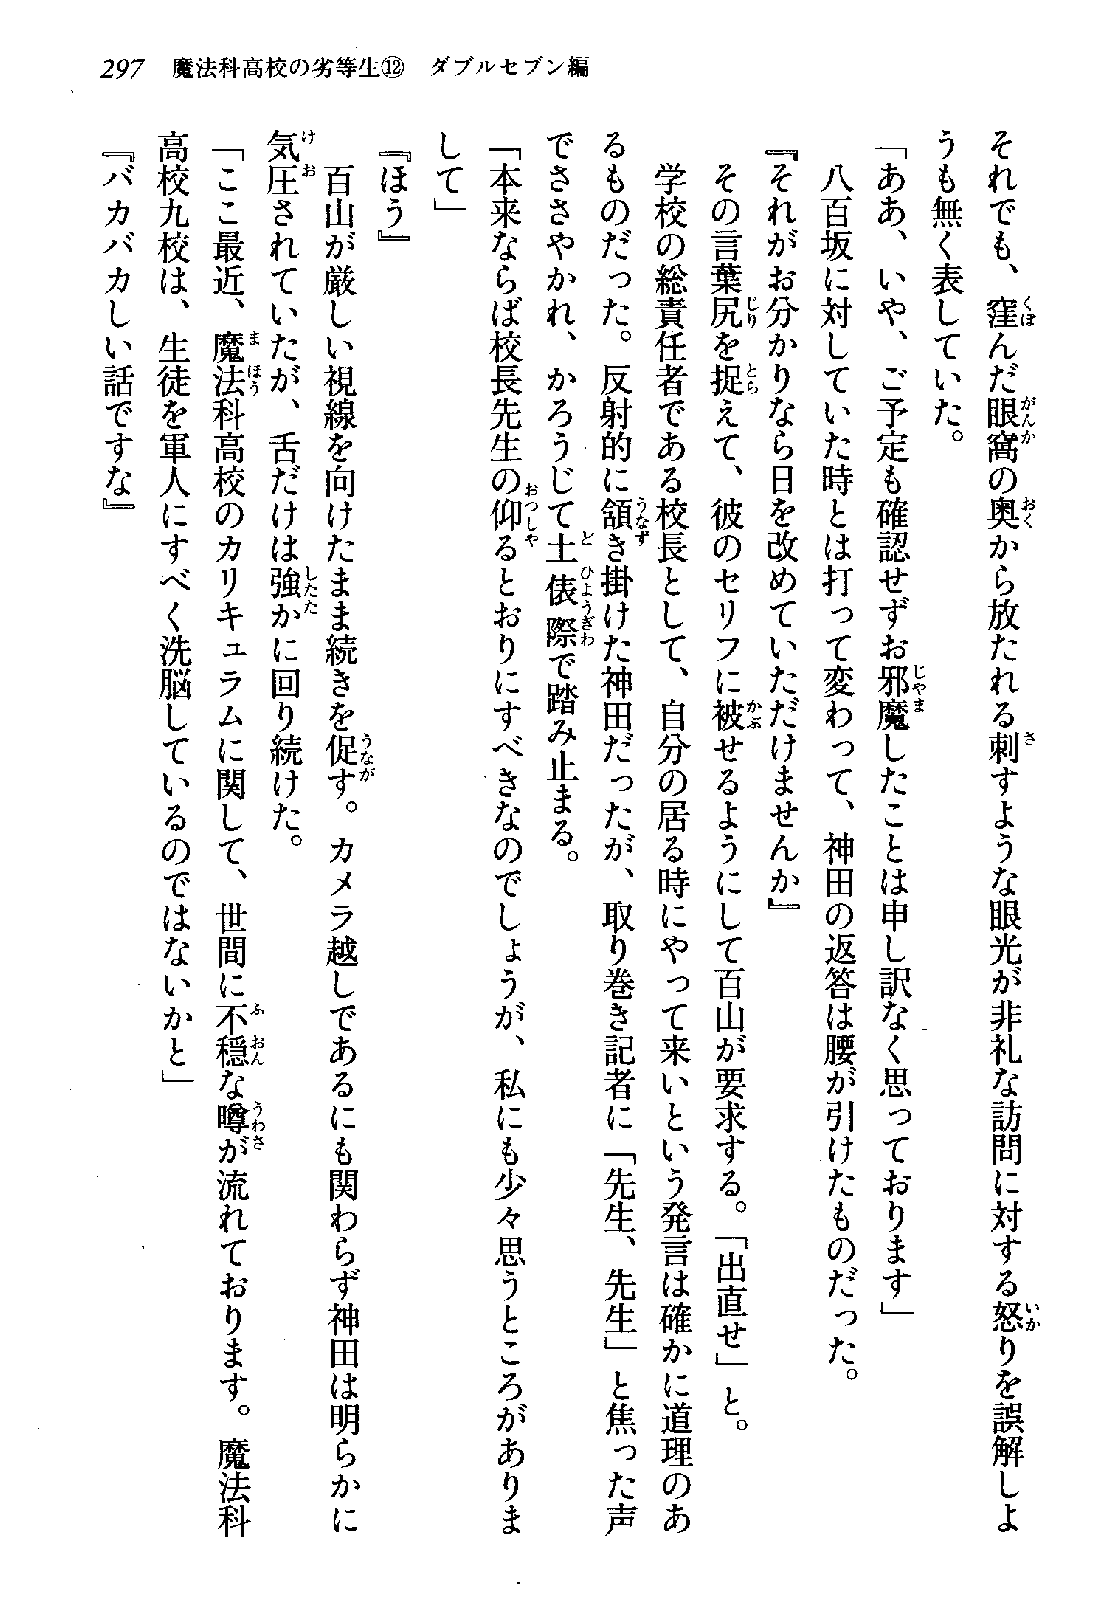 297 魔法科高校の劣等生⑫ ダブルセブン編
それでも、窪んだ眼窩の奥から放たれる刺すような眼光が非礼な訪問に対する怒りを誤解しよ
うも無く表していた。
「ああ、いや、ご予定も確認せずお邪魔したことは申し訳なく思っております」
八百坂に対していた時とは打って変わって、神田の返答は腰が引けたものだった。
『それがお分かりなら日を改めていただけませんか』
その言葉尻を捉えて、彼のセリフに被せるようにして百山が要求する。「出直せ」と。
学校の総責任者である校長として、自分の居る時にやって来いという発言は確かに道理のあ
るものだった。反射的に頷き掛けた神田だったが、取り巻き記者に「先生、先生」と焦った声
でささやかれ、かろうじて土俵際で踏み止まる。
「本来ならば校長先生の仰るとおりにすべきなのでしょうが、私にも少々思うところがありま
して」
『ほう』
百山が厳しい視線を向けたまま続きを促す。カメラ越しであるにも関わらず神田は明らかに
気圧されていたが、舌だけは強かに回り続けた。
「ここ最近、魔法科高校のカリキュラムに関して、世間に不穏な噂が流れております。魔法科
高校九校は、生徒を軍人にすべく洗脳しているのではないかと」
『バカバカしい話ですな』